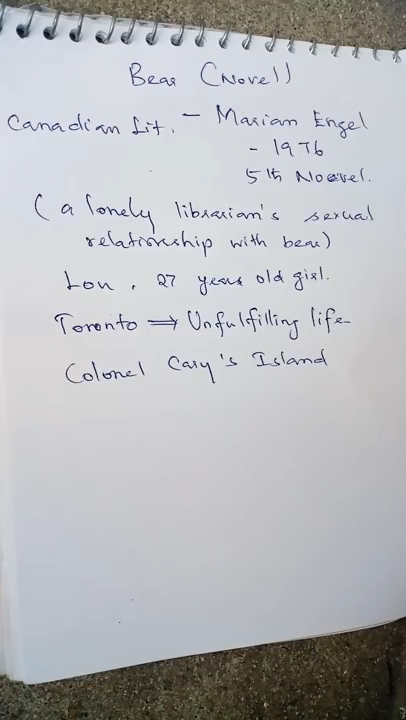 Bear (Novel)
Canadian Lit. - Marian Engel
- 1976
5th Noovel.
(a lonely librarian's sexual
relationship with bear)
Lou, 27 years old girl.
Toronto ⇒ Unfulfilling life
Colonel Cary's Island